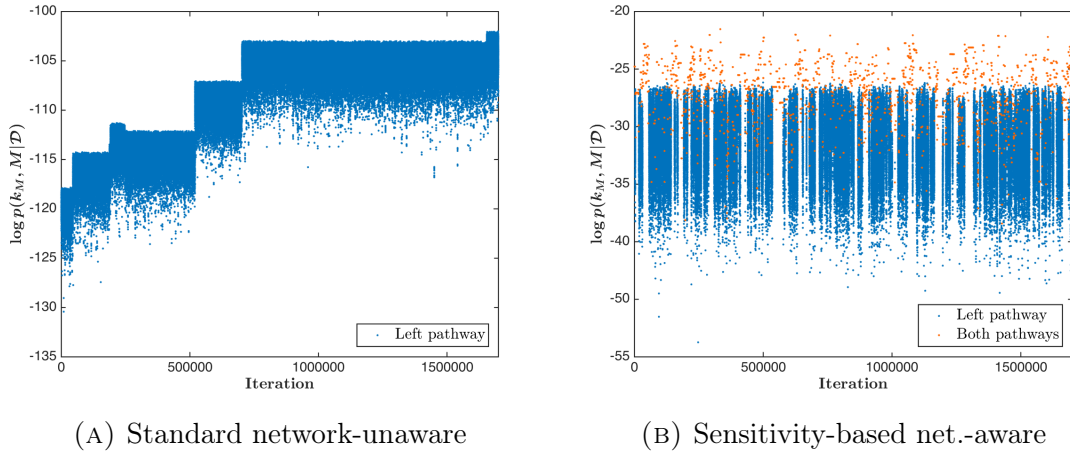 -100
-105
-110
-115
-120
-125
-130
-135
log p(k_M, M|𝒟)
0
500000
1000000
1500000
Iteration
Left pathway
(A) Standard network-unaware
-20
-25
-30
-35
-40
-45
-50
-55
log p(k_M, M|𝒟)
0
500000
1000000
1500000
Iteration
Left pathway
Both pathways
(B) Sensitivity-based net.-aware